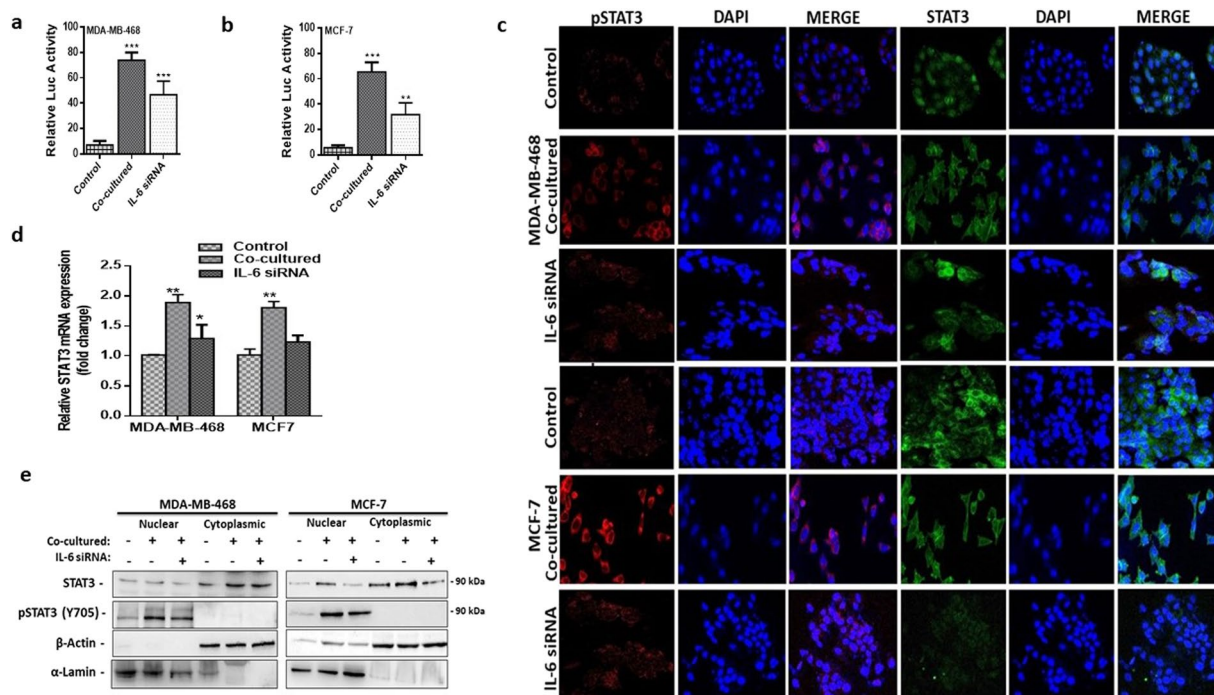 a
MDA-MB-468
Relative Luc Activity
100
80
60
40
20
0
***
***
Control
Co-cultured
IL-6 siRNA
b
MCF-7
Relative Luc Activity
100
80
60
40
20
0
***
**
Control
Co-cultured
IL-6 siRNA
c
pSTAT3 DAPI MERGE STAT3 DAPI MERGE
MDA-MB-468
Control
Co-cultured
IL-6 siRNA
MCF-7
Control
Co-cultured
IL-6 siRNA
d
Control
Co-cultured
IL-6 siRNA
Relative STAT3 mRNA expression
(fold change)
2.5
2.0
1.5
1.0
0.5
0.0
**
*
**
MDA-MB-468 MCF7
e
MDA-MB-468 MCF-7
Nuclear Cytoplasmic Nuclear Cytoplasmic
Co-cultured: - + + - + + - + + - + +
IL-6 siRNA: + + + +
STAT3 - - 90 kDa
pSTAT3 (Y705) - - 90 kDa
β-Actin -
α-Lamin -